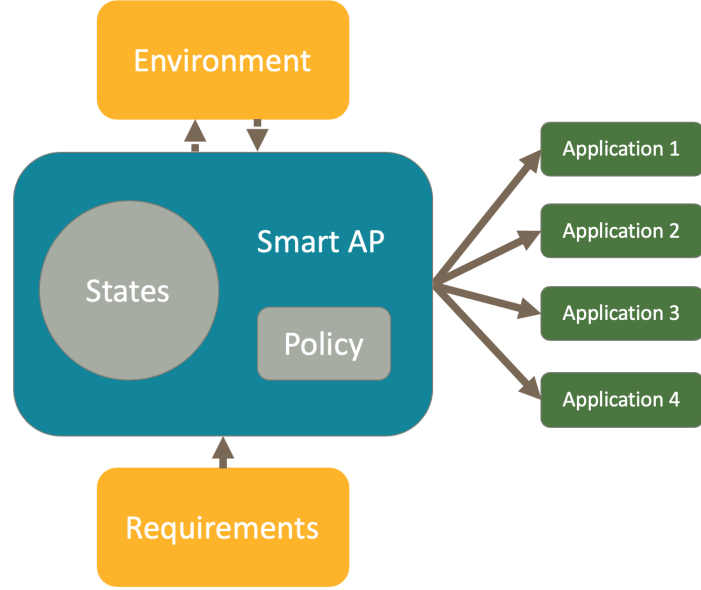 Environment
Smart AP
States
Policy
Requirements
Application 1
Application 2
Application 3
Application 4